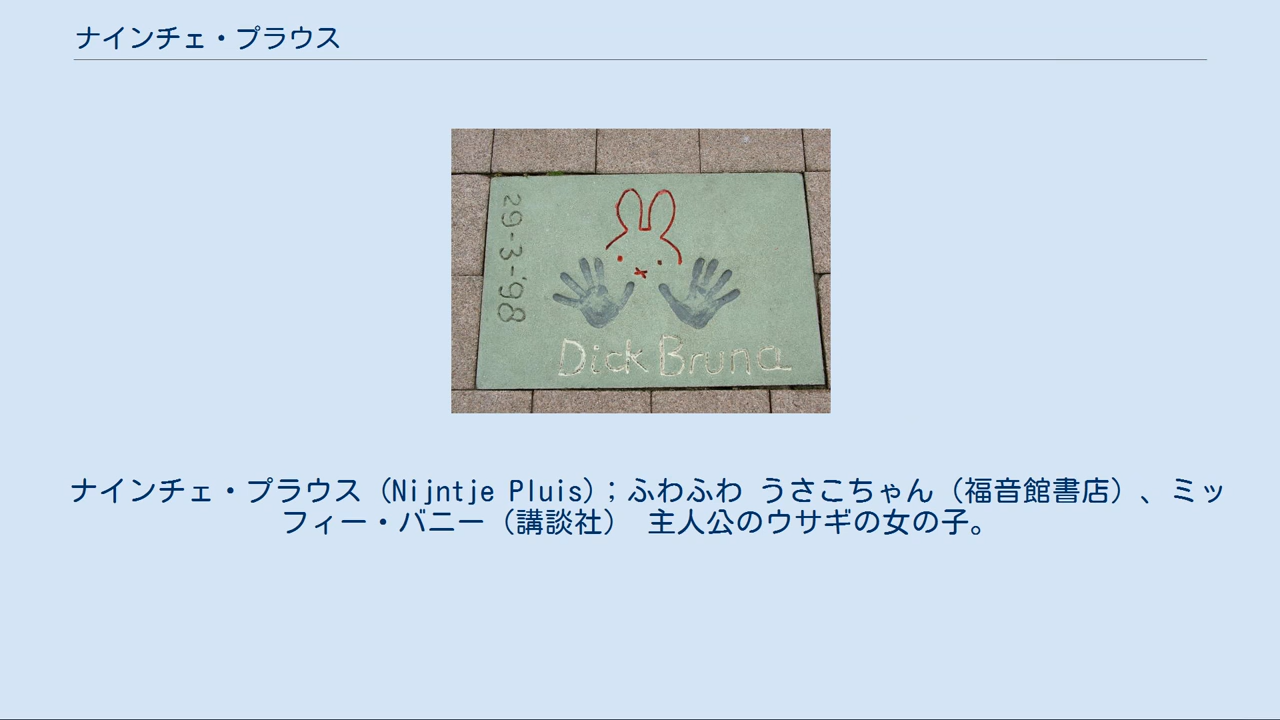 ナインチェ・プラウス
29-3-'98
Dick Bruna
ナインチェ・プラウス (Nijntje Pluis)；ふわふわ うさこちゃん（福音館書店）、ミッ
フィー・バニー（講談社） 主人公のウサギの女の子。